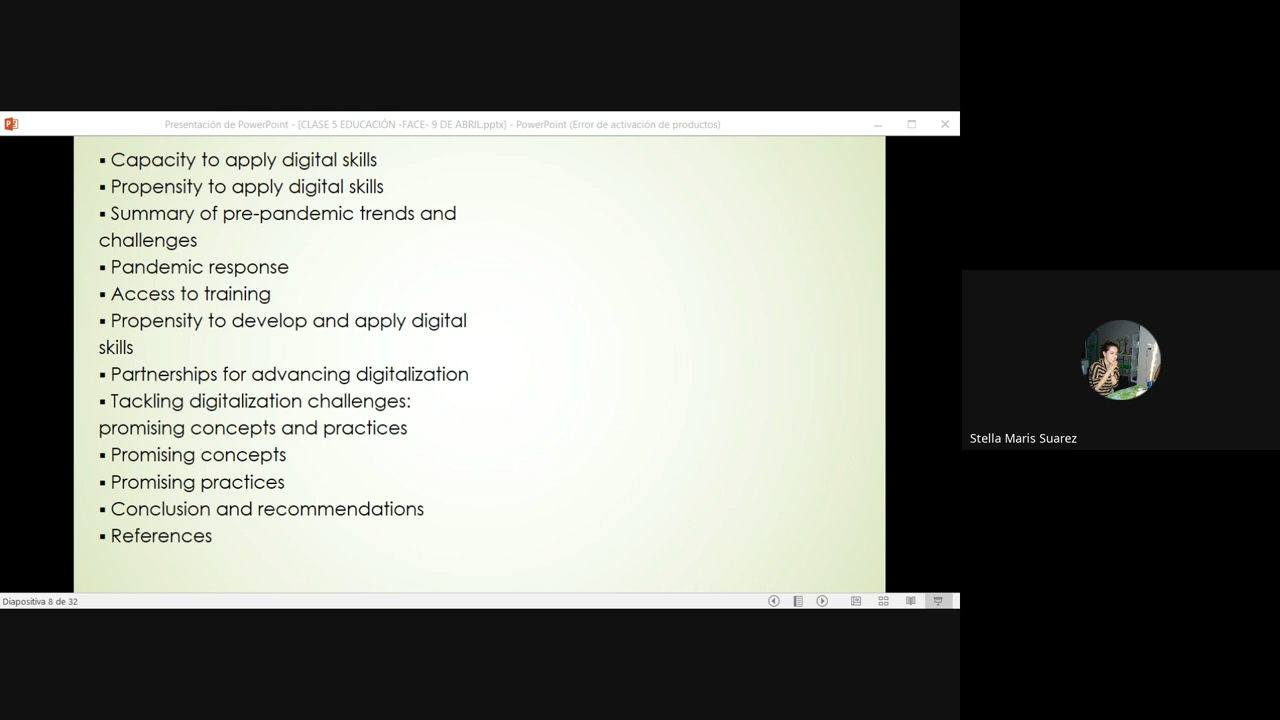 Presentación de PowerPoint - [CLASE 5 EDUCACIÓN -FACE- 9 DE ABRIL.pptx] - PowerPoint (Error de activación de productos)
▪ Capacity to apply digital skills
▪ Propensity to apply digital skills
▪ Summary of pre-pandemic trends and
challenges
▪ Pandemic response
▪ Access to training
▪ Propensity to develop and apply digital
skills
▪ Partnerships for advancing digitalization
▪ Tackling digitalization challenges:
promising concepts and practices
▪ Promising concepts
▪ Promising practices
▪ Conclusion and recommendations
▪ References
Diapositiva 8 de 32
Stella Maris Suarez